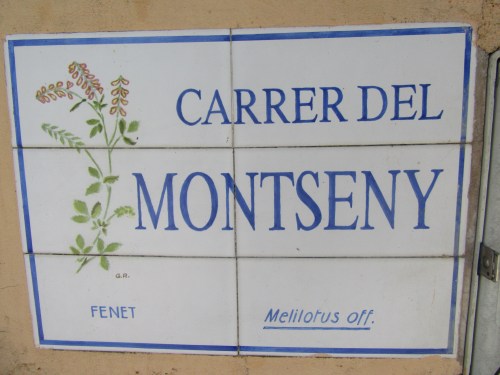 CARRER DEL
MONTSENY
G.R.
FENET
Melilotus off.